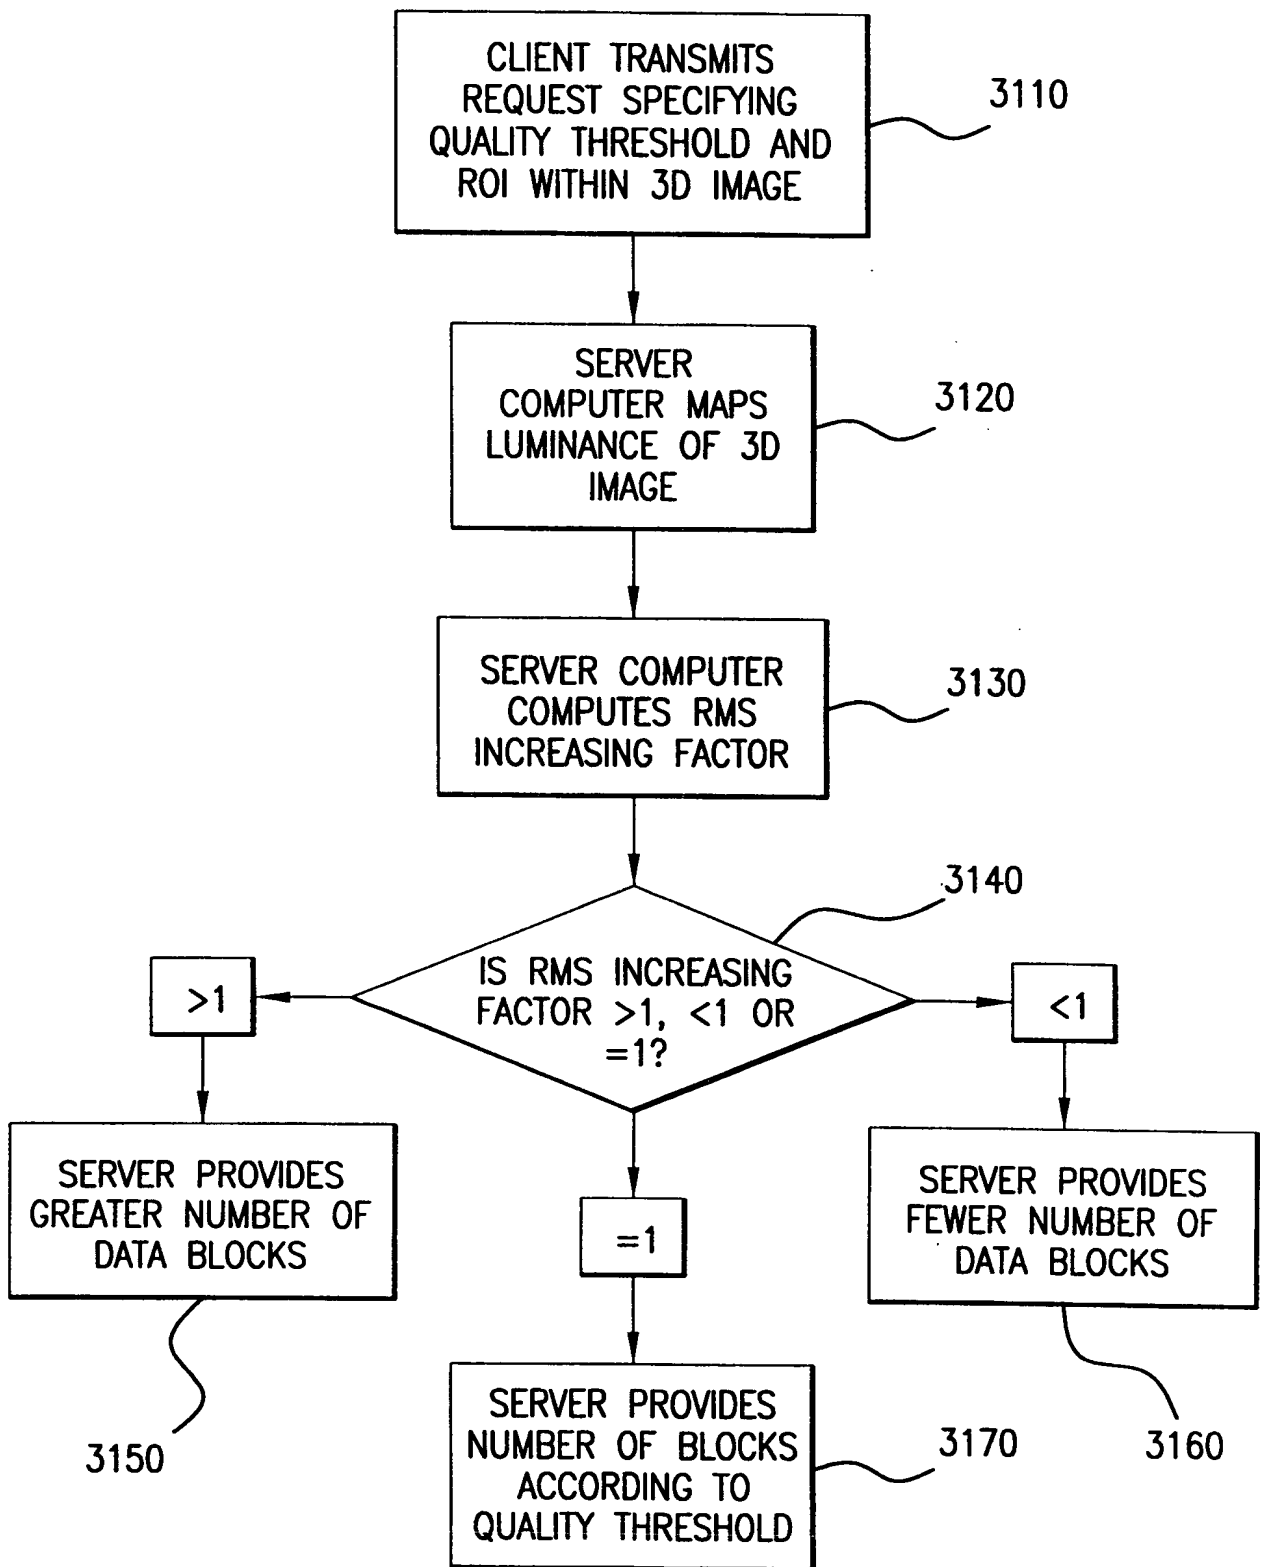 CLIENT TRANSMITS
REQUEST SPECIFYING
QUALITY THRESHOLD AND
ROI WITHIN 3D IMAGE
3110
SERVER
COMPUTER MAPS
LUMINANCE OF 3D
IMAGE
3120
SERVER COMPUTER
COMPUTES RMS
INCREASING FACTOR
3130
3140
IS RMS INCREASING
FACTOR >1, <1 OR
=1?
>1
<1
SERVER PROVIDES
GREATER NUMBER OF
DATA BLOCKS
3150
=1
SERVER PROVIDES
FEWER NUMBER OF
DATA BLOCKS
3160
SERVER PROVIDES
NUMBER OF BLOCKS
ACCORDING TO
QUALITY THRESHOLD
3170